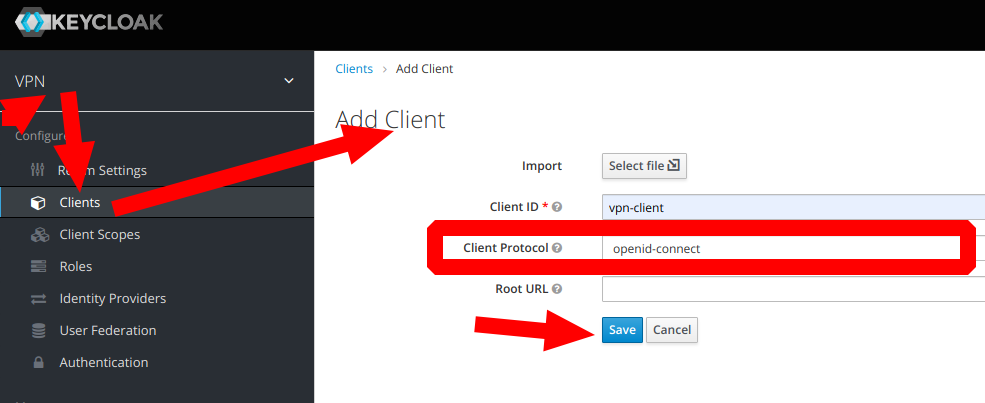 KEYCLOAK
VPN
Configure
Realm Settings
Clients
Client Scopes
Roles
Identity Providers
User Federation
Authentication
Clients > Add Client
Add Client
Import Select file
Client ID * vpn-client
Client Protocol openid-connect
Root URL
Save Cancel